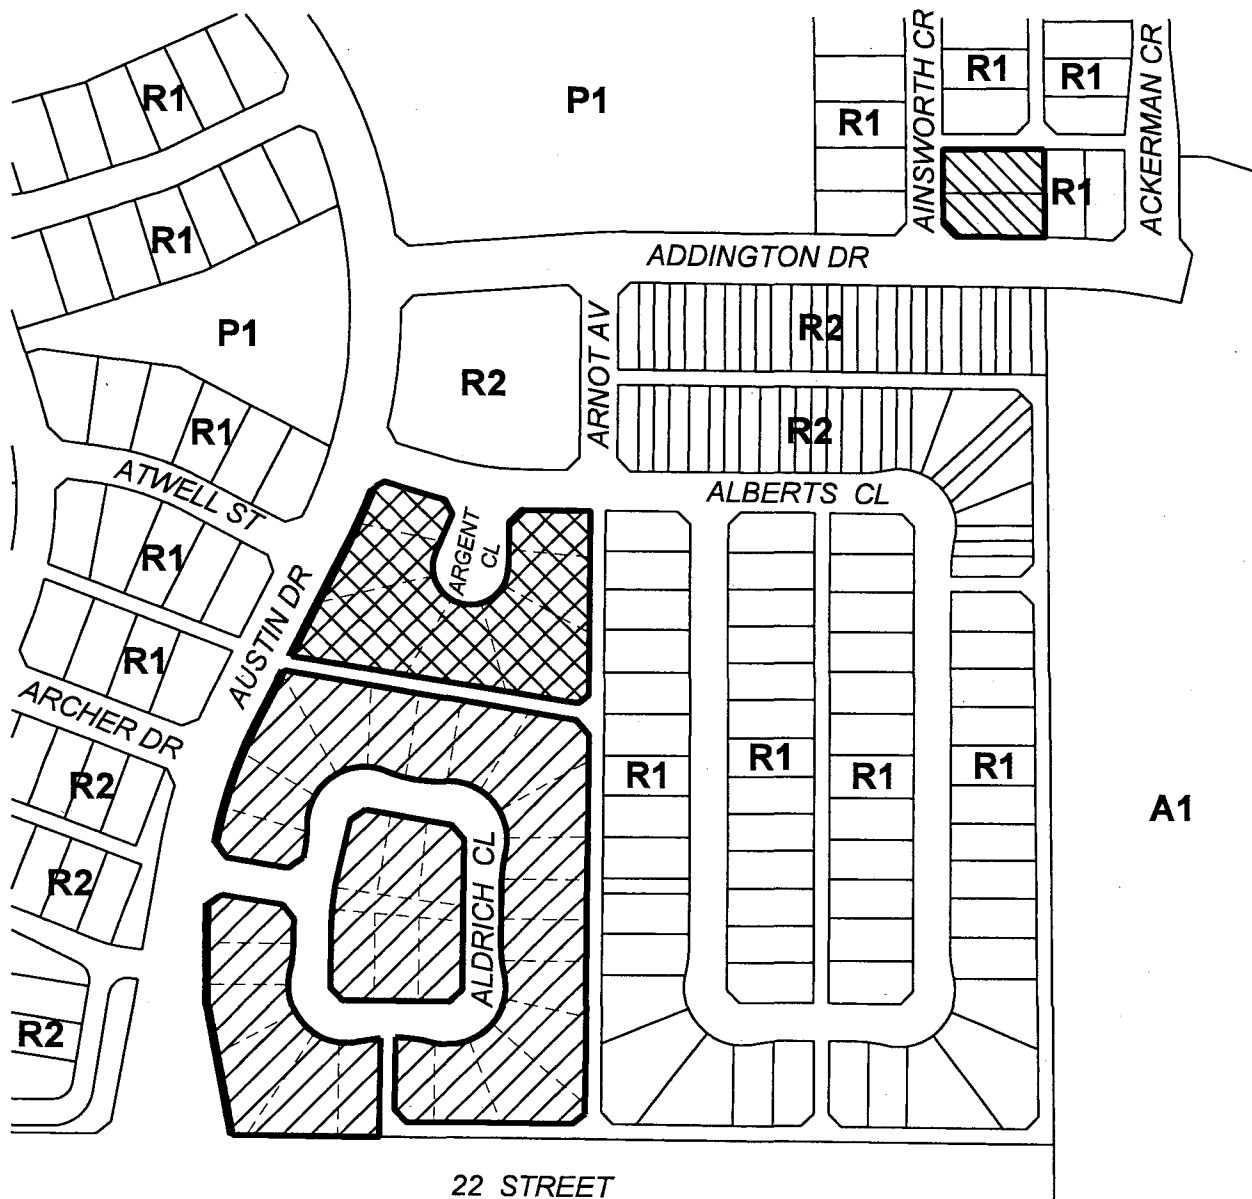 AINSWORTH CR
ACKERMAN CR
R1
P1
R1
R1
R1
R1
R1
ADDINGTON DR
P1
R2
ARNOT AV
R2
R1
R2
ATWELL ST
ALBERTS CL
ARGENT
CL
R1
AUSTIN DR
R1
ARCHER DR
R2
R1
R1
R1
R1
A1
R2
ALDRICH CL
R2
22 STREET